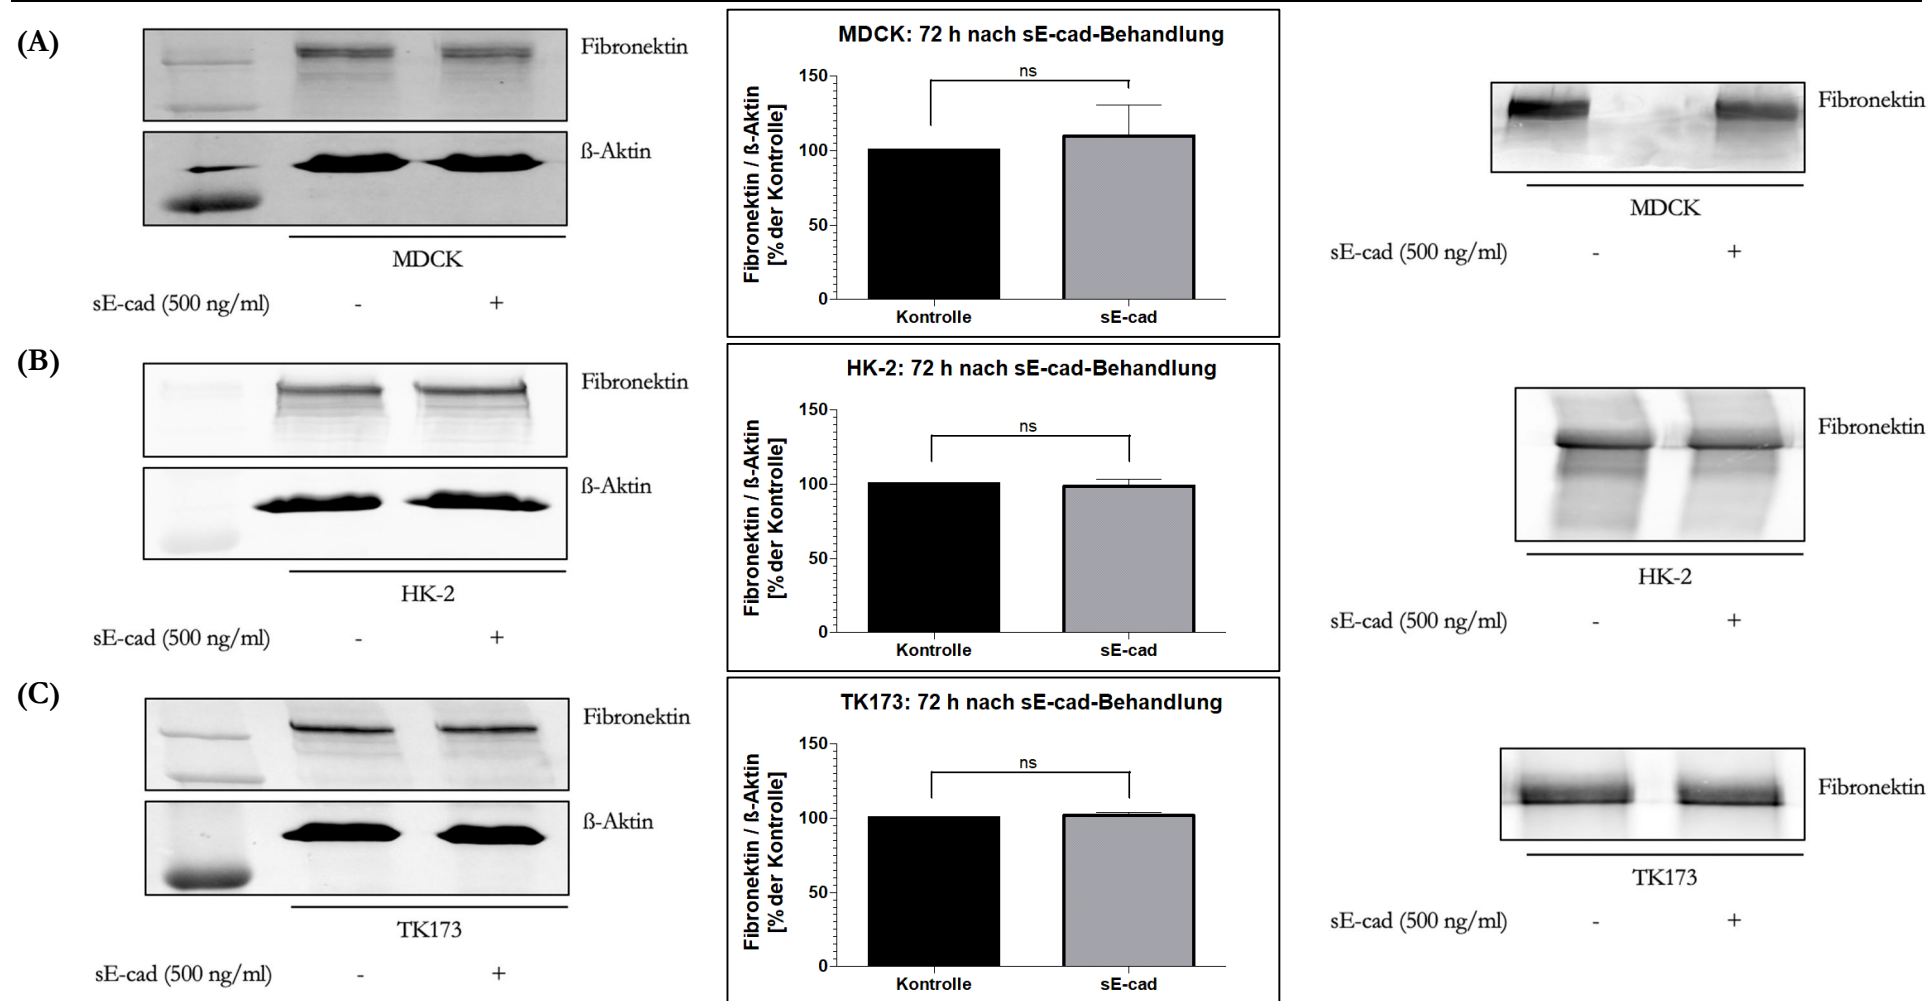 (A)
Fibronektin
ß-Aktin
MDCK
sE-cad (500 ng/ml) - +
MDCK: 72 h nach sE-cad-Behandlung
Fibronektin / ß-Aktin
[% der Kontrolle]
150
100
50
0
ns
Kontrolle sE-cad
Fibronektin
MDCK
sE-cad (500 ng/ml) - +
(B)
Fibronektin
ß-Aktin
HK-2
sE-cad (500 ng/ml) - +
HK-2: 72 h nach sE-cad-Behandlung
Fibronektin / ß-Aktin
[% der Kontrolle]
150
100
50
0
ns
Kontrolle sE-cad
Fibronektin
HK-2
sE-cad (500 ng/ml) - +
(C)
Fibronektin
ß-Aktin
TK173
sE-cad (500 ng/ml) - +
TK173: 72 h nach sE-cad-Behandlung
Fibronektin / ß-Aktin
[% der Kontrolle]
150
100
50
0
ns
Kontrolle sE-cad
Fibronektin
TK173
sE-cad (500 ng/ml) - +